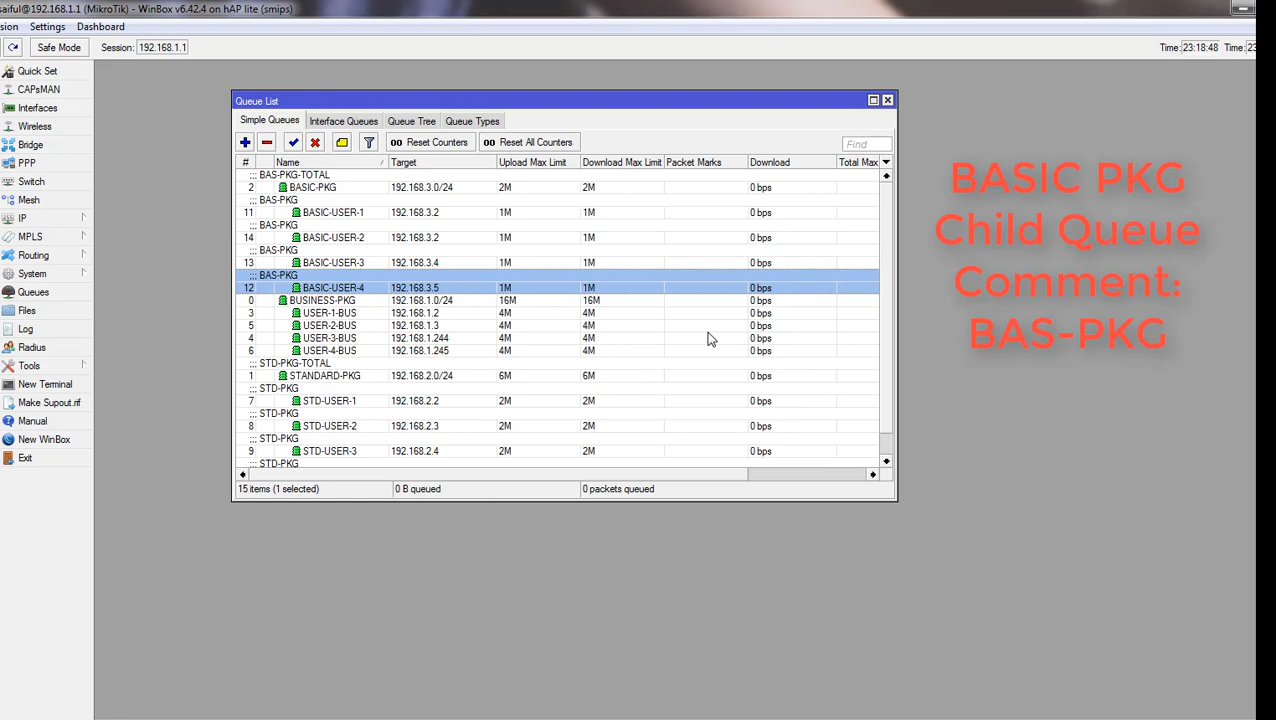 saiful@192.168.1.1 (MikroTik) - WinBox v6.42.4 on hAP lite (smips)
sion Settings Dashboard
Safe Mode Session: 192.168.1.1 Time: 23:18:48 Time: 23
Quick Set
CAPsMAN
Interfaces
Wireless
Bridge
PPP
Switch
Mesh
IP
MPLS
Routing
System
Queues
Files
Log
Radius
Tools
New Terminal
Make Supout.rif
Manual
New WinBox
Exit
Queue List
Simple Queues Interface Queues Queue Tree Queue Types
00 Reset Counters 00 Reset All Counters Find
# Name Target Upload Max Limit Download Max Limit Packet Marks Download Total Max
::: BAS-PKG-TOTAL
2 BASIC-PKG 192.168.3.0/24 2M 2M 0 bps
::: BAS-PKG
11 BASIC-USER-1 192.168.3.2 1M 1M 0 bps
::: BAS-PKG
14 BASIC-USER-2 192.168.3.2 1M 1M 0 bps
::: BAS-PKG
13 BASIC-USER-3 192.168.3.4 1M 1M 0 bps
::: BAS-PKG
12 BASIC-USER-4 192.168.3.5 1M 1M 0 bps
0 BUSINESS-PKG 192.168.1.0/24 16M 16M 0 bps
3 USER-1-BUS 192.168.1.2 4M 4M 0 bps
5 USER-2-BUS 192.168.1.3 4M 4M 0 bps
4 USER-3-BUS 192.168.1.244 4M 4M 0 bps
6 USER-4-BUS 192.168.1.245 4M 4M 0 bps
::: STD-PKG-TOTAL
1 STANDARD-PKG 192.168.2.0/24 6M 6M 0 bps
::: STD-PKG
7 STD-USER-1 192.168.2.2 2M 2M 0 bps
::: STD-PKG
8 STD-USER-2 192.168.2.3 2M 2M 0 bps
::: STD-PKG
9 STD-USER-3 192.168.2.4 2M 2M 0 bps
::: STD-PKG
15 items (1 selected) 0 B queued 0 packets queued
BASIC PKG
Child Queue
Comment:
BAS-PKG